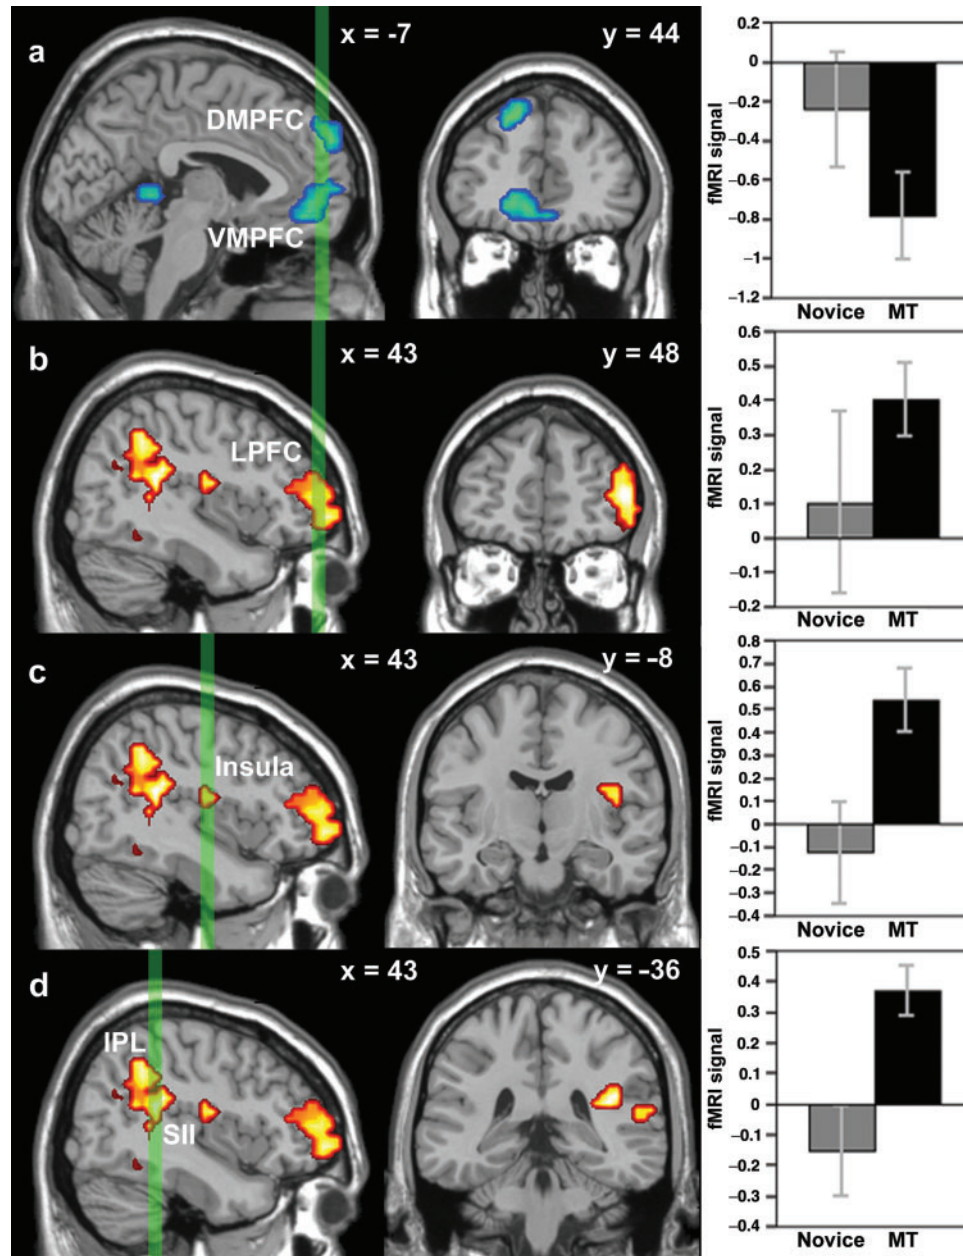 a
x = -7
y = 44
DMPFC
VMPFC
fMRI signal
0.2
0
−0.2
−0.4
−0.6
−0.8
−1
−1.2
Novice MT
b
x = 43
y = 48
LPFC
fMRI signal
0.6
0.5
0.4
0.3
0.2
0.1
0
−0.1
−0.2
Novice MT
c
x = 43
y = -8
Insula
fMRI signal
0.8
0.7
0.6
0.5
0.4
0.3
0.2
0.1
0
−0.1
−0.2
−0.3
−0.4
Novice MT
d
x = 43
y = -36
IPL
SII
fMRI signal
0.5
0.4
0.3
0.2
0.1
0
−0.1
−0.2
−0.3
−0.4
Novice MT